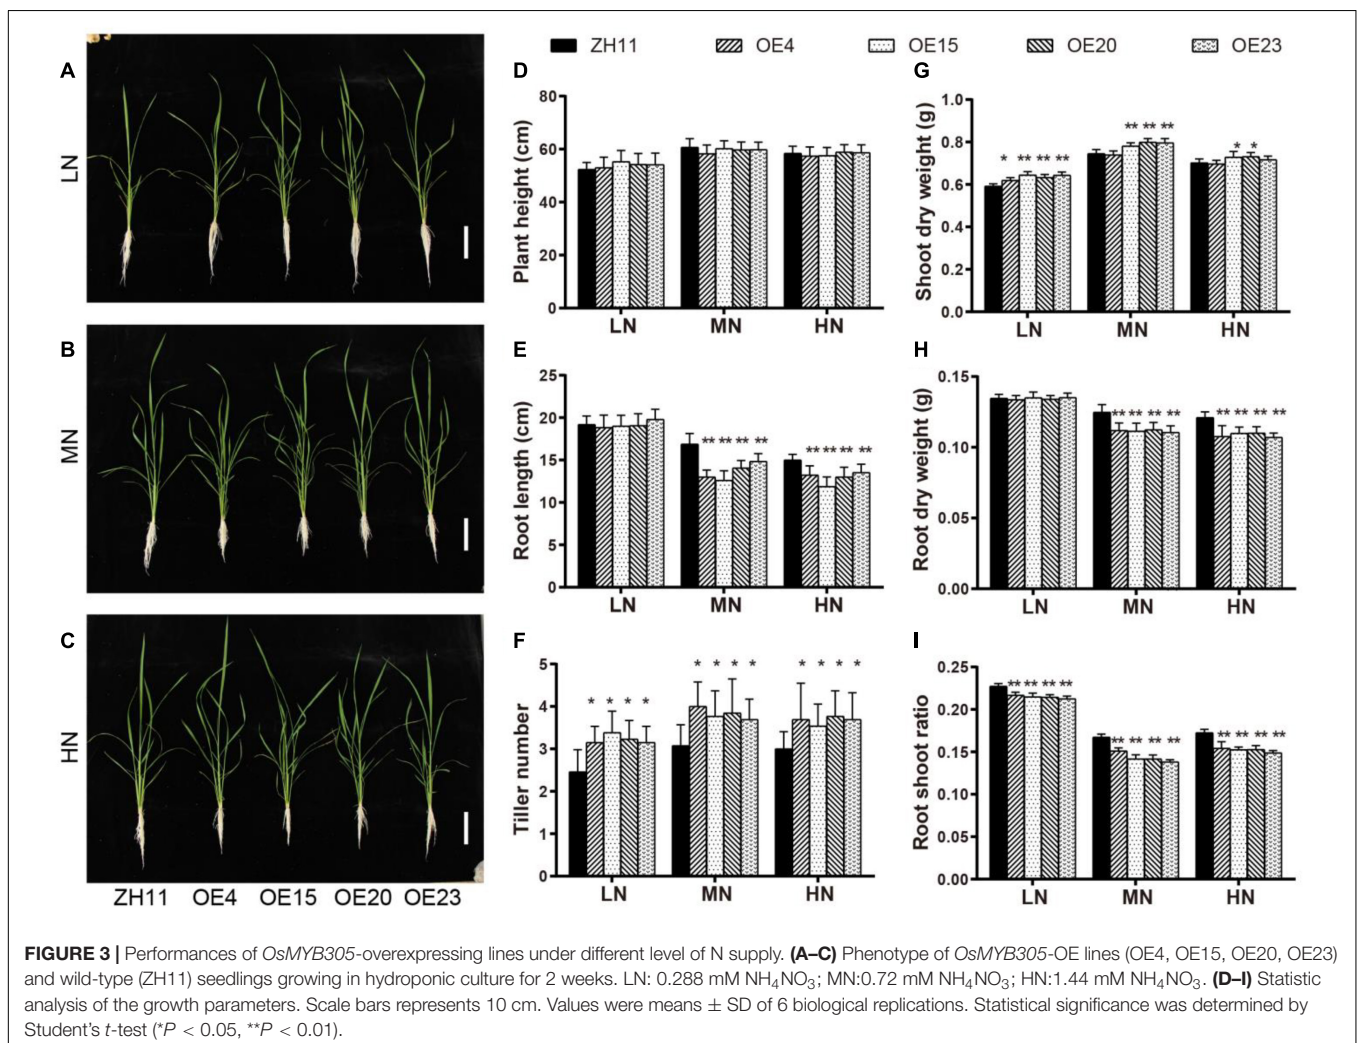 ZH11 OE4 OE15 OE20 OE23
A
LN
B
MN
C
HN
ZH11 OE4 OE15 OE20 OE23
D
Plant height (cm)
80
60
40
20
0
LN MN HN
E
Root length (cm)
25
20
15
10
5
0
** ** ** ** ** ** ** **
LN MN HN
F
Tiller number
5
4
3
2
1
0
* * * * * * * * * * * *
LN MN HN
G
Shoot dry weight (g)
1.0
0.8
0.6
0.4
0.2
0.0
* ** ** ** ** ** ** * *
LN MN HN
H
Root dry weight (g)
0.15
0.10
0.05
0.00
** ** ** ** ** ** ** **
LN MN HN
I
Root shoot ratio
0.25
0.20
0.15
0.10
0.05
0.00
** ** ** ** ** ** ** ** ** ** ** **
LN MN HN
FIGURE 3 | Performances of OsMYB305-overexpressing lines under different level of N supply. (A–C) Phenotype of OsMYB305-OE lines (OE4, OE15, OE20, OE23)
and wild-type (ZH11) seedlings growing in hydroponic culture for 2 weeks. LN: 0.288 mM NH₄NO₃; MN:0.72 mM NH₄NO₃; HN:1.44 mM NH₄NO₃. (D–I) Statistic
analysis of the growth parameters. Scale bars represents 10 cm. Values were means ± SD of 6 biological replications. Statistical significance was determined by
Student's t-test (*P < 0.05, **P < 0.01).